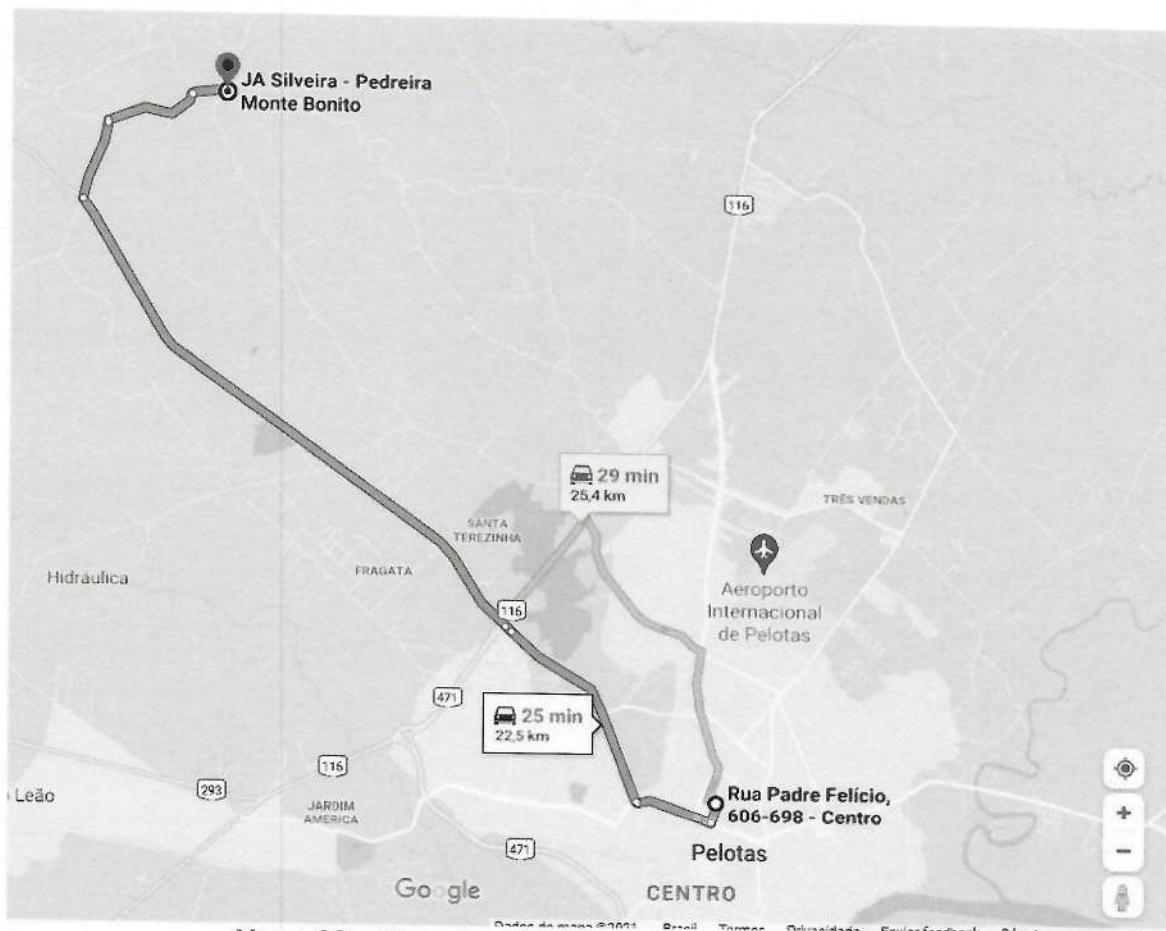 JA Silveira - Pedreira
Monte Bonito
116
29 min
25,4 km
TRÊS VENDAS
SANTA
TEREZINHA
FRAGATA
Hidráulica
Aeroporto
Internacional
de Pelotas
116
471
25 min
22,5 km
116
293
Leão
JARDIM
AMÉRICA
Rua Padre Felício,
606-698 - Centro
471
Pelotas
Google
CENTRO
Dados do mapa ©2021 Brasil Termos Privacidade